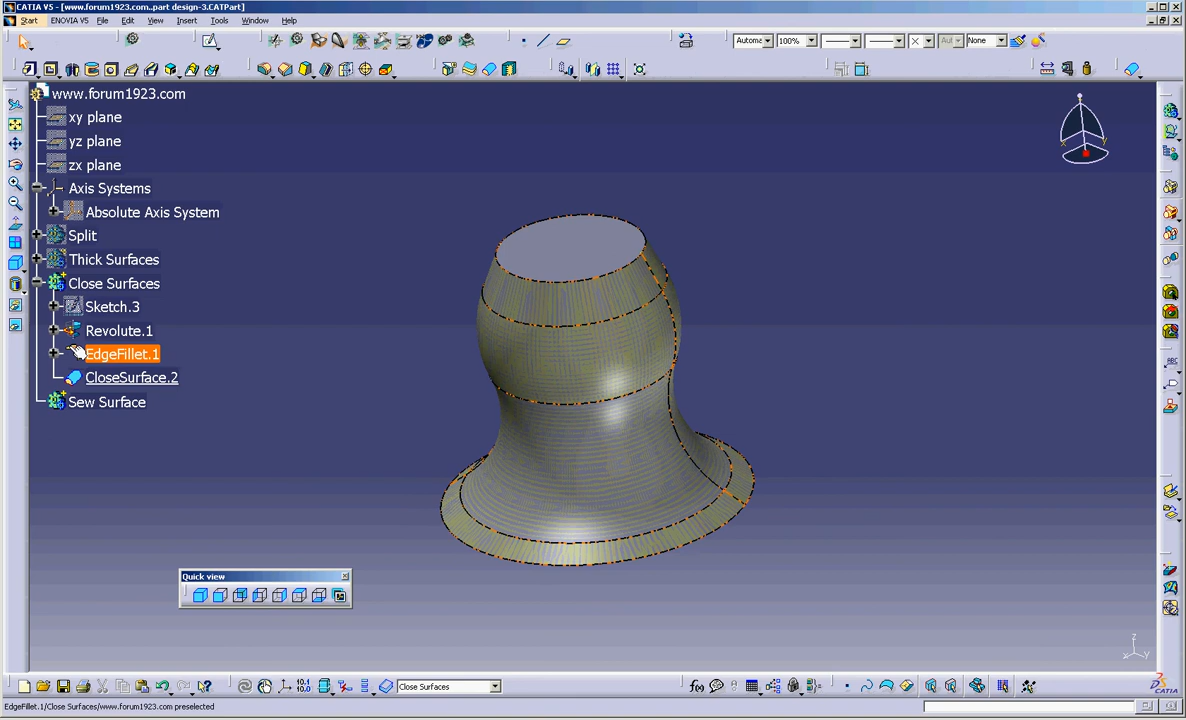 CATIA V5 - [www.forum1923.com..part design-3.CATPart]
Start ENOVIA V5 File Edit View Insert Tools Window Help
Automa 100% None
www.forum1923.com
xy plane
yz plane
zx plane
Axis Systems
Absolute Axis System
Split
Thick Surfaces
Close Surfaces
Sketch.3
Revolute.1
EdgeFillet.1
CloseSurface.2
Sew Surface
Quick view
Close Surfaces
EdgeFillet.1/Close Surfaces/www.forum1923.com preselected